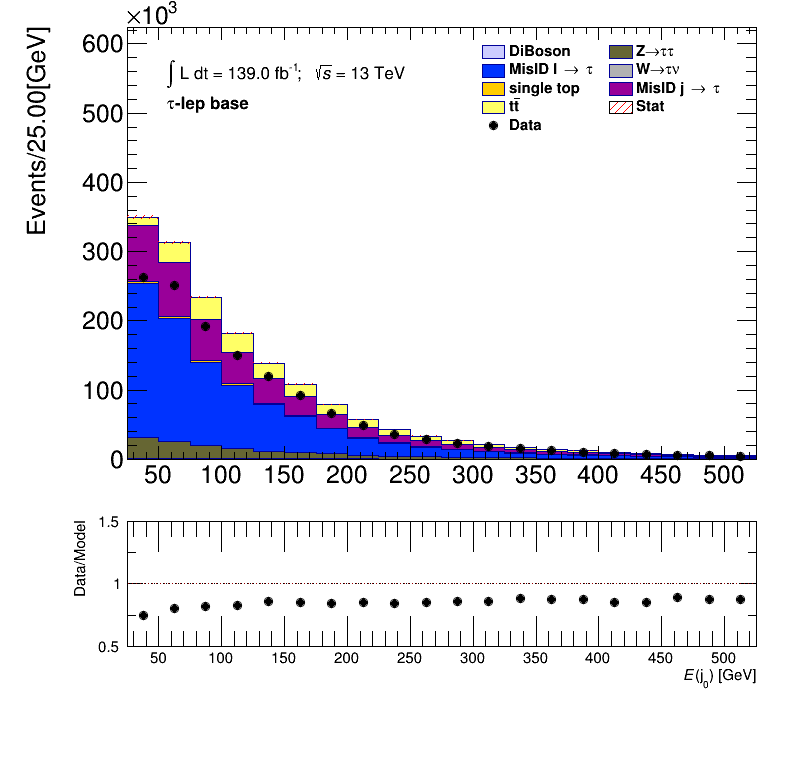 ×10³
Events/25.00[GeV]
600
500
400
300
200
100
0
∫ L dt = 139.0 fb⁻¹; √s = 13 TeV
τ-lep base
DiBoson
MisID l → τ
single top
tt̄
Data
Z→ττ
W→τν
MisID j → τ
Stat
50 100 150 200 250 300 350 400 450 500
Data/Model
1.5
1
0.5
50 100 150 200 250 300 350 400 450 500
E(j₀) [GeV]